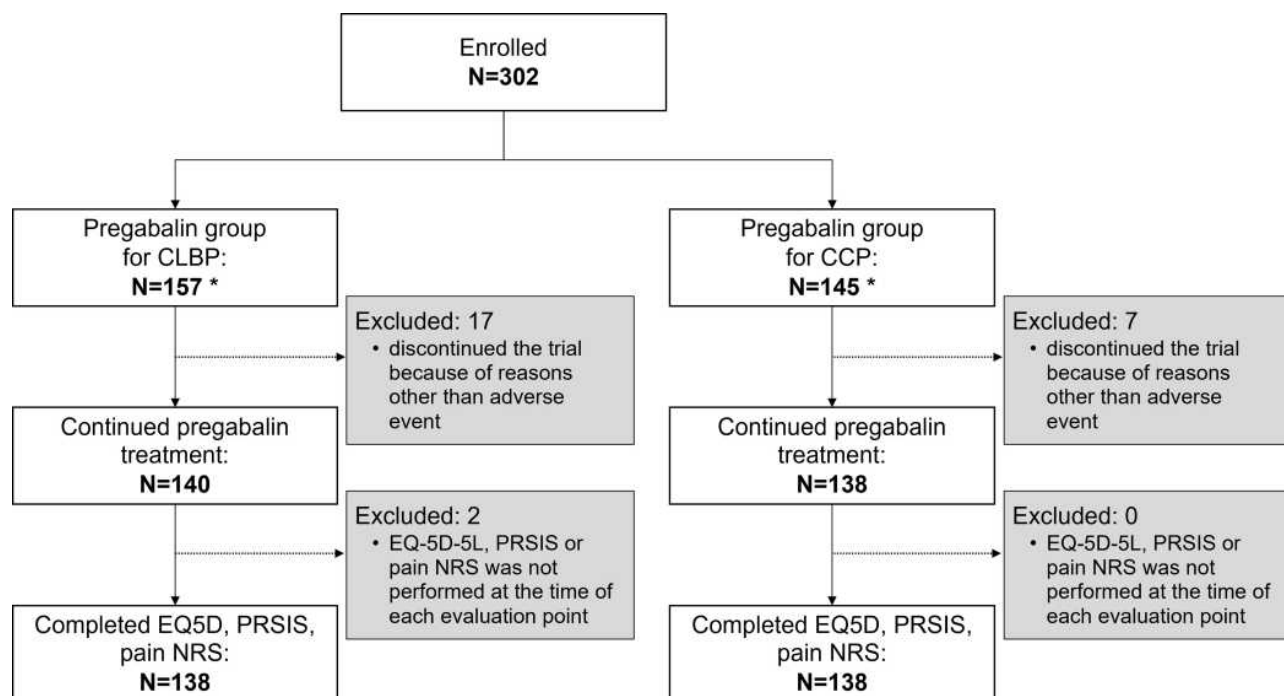 Enrolled
N=302
Pregabalin group
for CLBP:
N=157 *
Pregabalin group
for CCP:
N=145 *
Excluded: 17
• discontinued the trial
because of reasons
other than adverse
event
Excluded: 7
• discontinued the trial
because of reasons
other than adverse
event
Continued pregabalin
treatment:
N=140
Continued pregabalin
treatment:
N=138
Excluded: 2
• EQ-5D-5L, PRSIS or
pain NRS was not
performed at the time of
each evaluation point
Excluded: 0
• EQ-5D-5L, PRSIS or
pain NRS was not
performed at the time of
each evaluation point
Completed EQ5D, PRSIS,
pain NRS:
N=138
Completed EQ5D, PRSIS,
pain NRS:
N=138